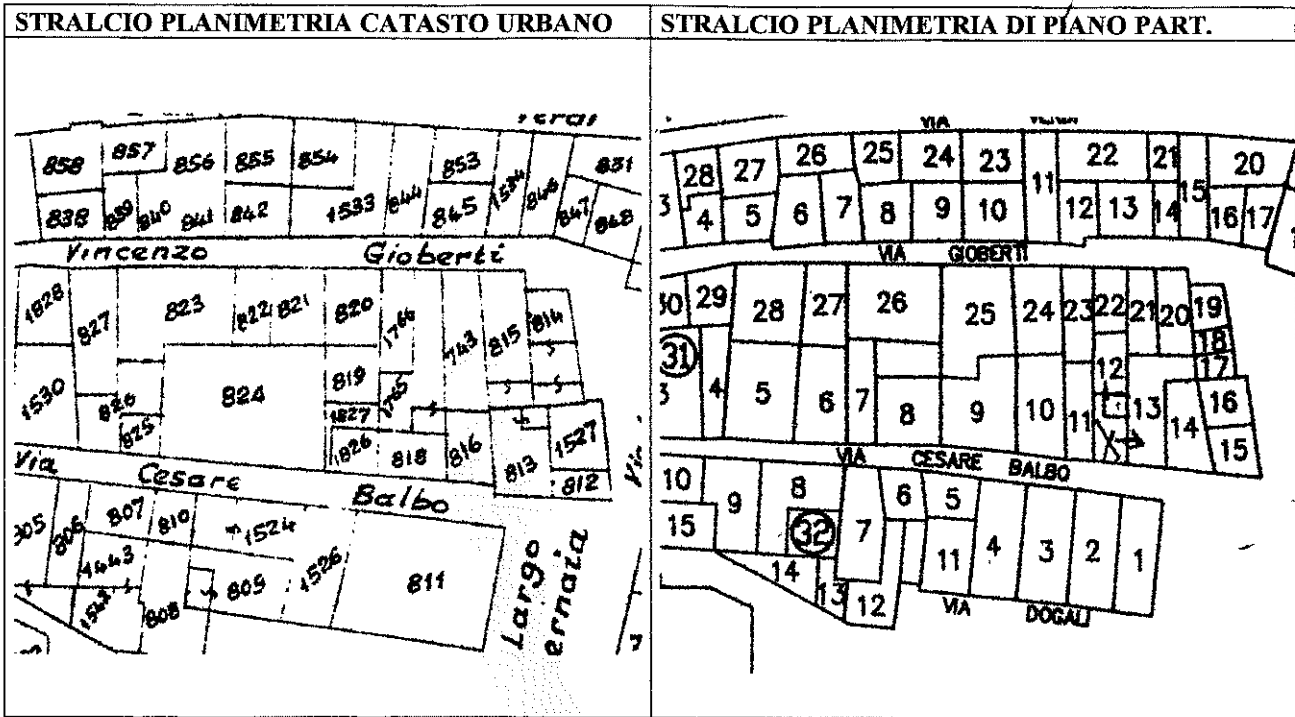 STRALCIO PLANIMETRIA CATASTO URBANO
858 857 856 855 854 853 831
838 839 840 841 842 1533 844 845 1534 846 847 848
Vincenzo Gioberti
1828 827 823 822 821 820 1766 743 815 814
1530 826 825 824 819 1827 1765
1826 818 816 813 1527 812
Via Cesare Balbo
805 806 807 810 1524
1443 809 1526 811
808
Largo
ernaia
STRALCIO PLANIMETRIA DI PIANO PART.
VIA
28 27 26 25 24 23 11 22 21 15 20
3 4 5 6 7 8 9 10 12 13 14 16 17
VIA GIOBERTI
29 28 27 26 25 24 23 22 21 20 19
31 18
3 4 5 6 7 8 9 10 11 12 13 14 17 16 15
VIA CESARE BALBO
10 9 8 7 6 5
15 32 11 4 3 2 1
14 13 12
VIA DOGALI